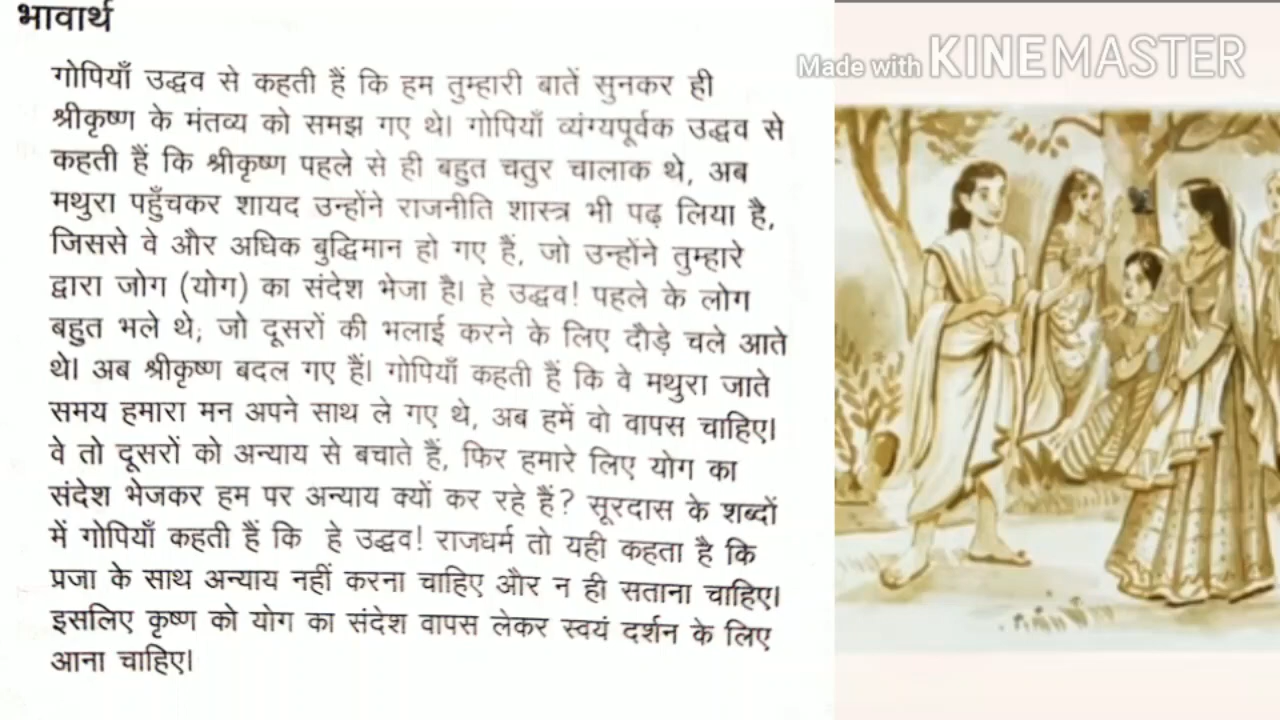 भावार्थ
Made with KINEMASTER
गोपियाँ उद्धव से कहती हैं कि हम तुम्हारी बातें सुनकर ही
श्रीकृष्ण के मंतव्य को समझ गए थे। गोपियाँ व्यंग्यपूर्वक उद्धव से
कहती हैं कि श्रीकृष्ण पहले से ही बहुत चतुर चालाक थे, अब
मथुरा पहुँचकर शायद उन्होंने राजनीति शास्त्र भी पढ़ लिया है,
जिससे वे और अधिक बुद्धिमान हो गए हैं, जो उन्होंने तुम्हारे
द्वारा जोग (योग) का संदेश भेजा है। हे उद्धव! पहले के लोग
बहुत भले थे; जो दूसरों की भलाई करने के लिए दौड़े चले आते
थे। अब श्रीकृष्ण बदल गए हैं। गोपियाँ कहती हैं कि वे मथुरा जाते
समय हमारा मन अपने साथ ले गए थे, अब हमें वो वापस चाहिए।
वे तो दूसरों को अन्याय से बचाते हैं, फिर हमारे लिए योग का
संदेश भेजकर हम पर अन्याय क्यों कर रहे हैं? सूरदास के शब्दों
में गोपियाँ कहती हैं कि हे उद्धव! राजधर्म तो यही कहता है कि
प्रजा के साथ अन्याय नहीं करना चाहिए और न ही सताना चाहिए।
इसलिए कृष्ण को योग का संदेश वापस लेकर स्वयं दर्शन के लिए
आना चाहिए।